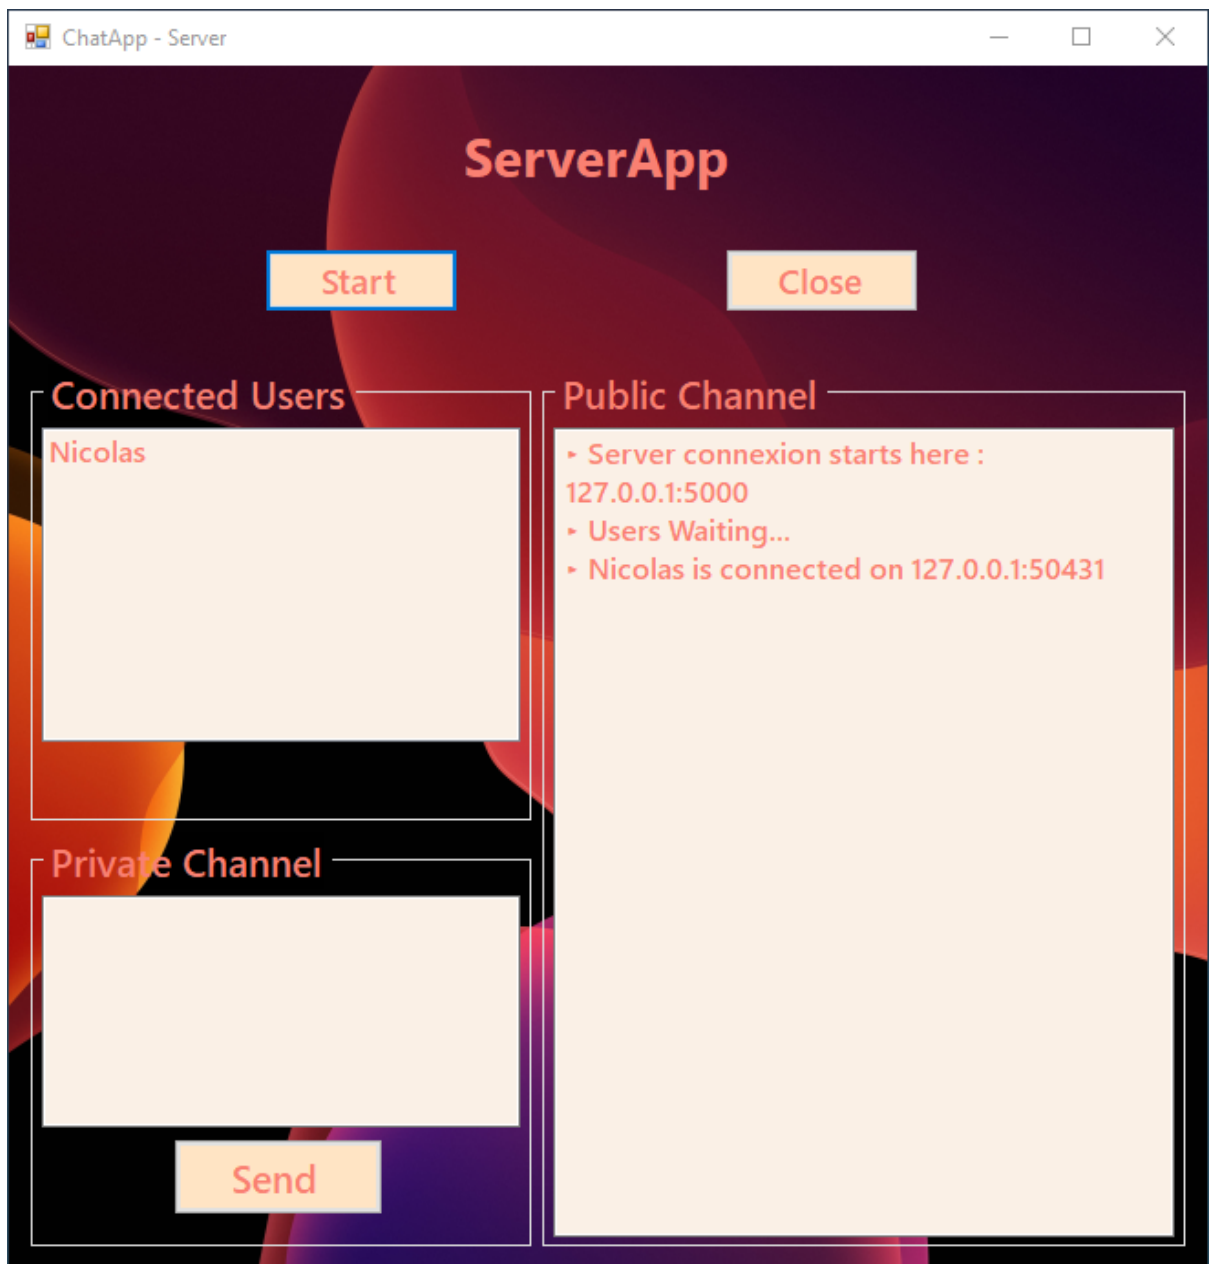 ChatApp - Server
ServerApp
Start
Close
Connected Users
Nicolas
Public Channel
‣ Server connexion starts here :
127.0.0.1:5000
‣ Users Waiting...
‣ Nicolas is connected on 127.0.0.1:50431
Private Channel
Send